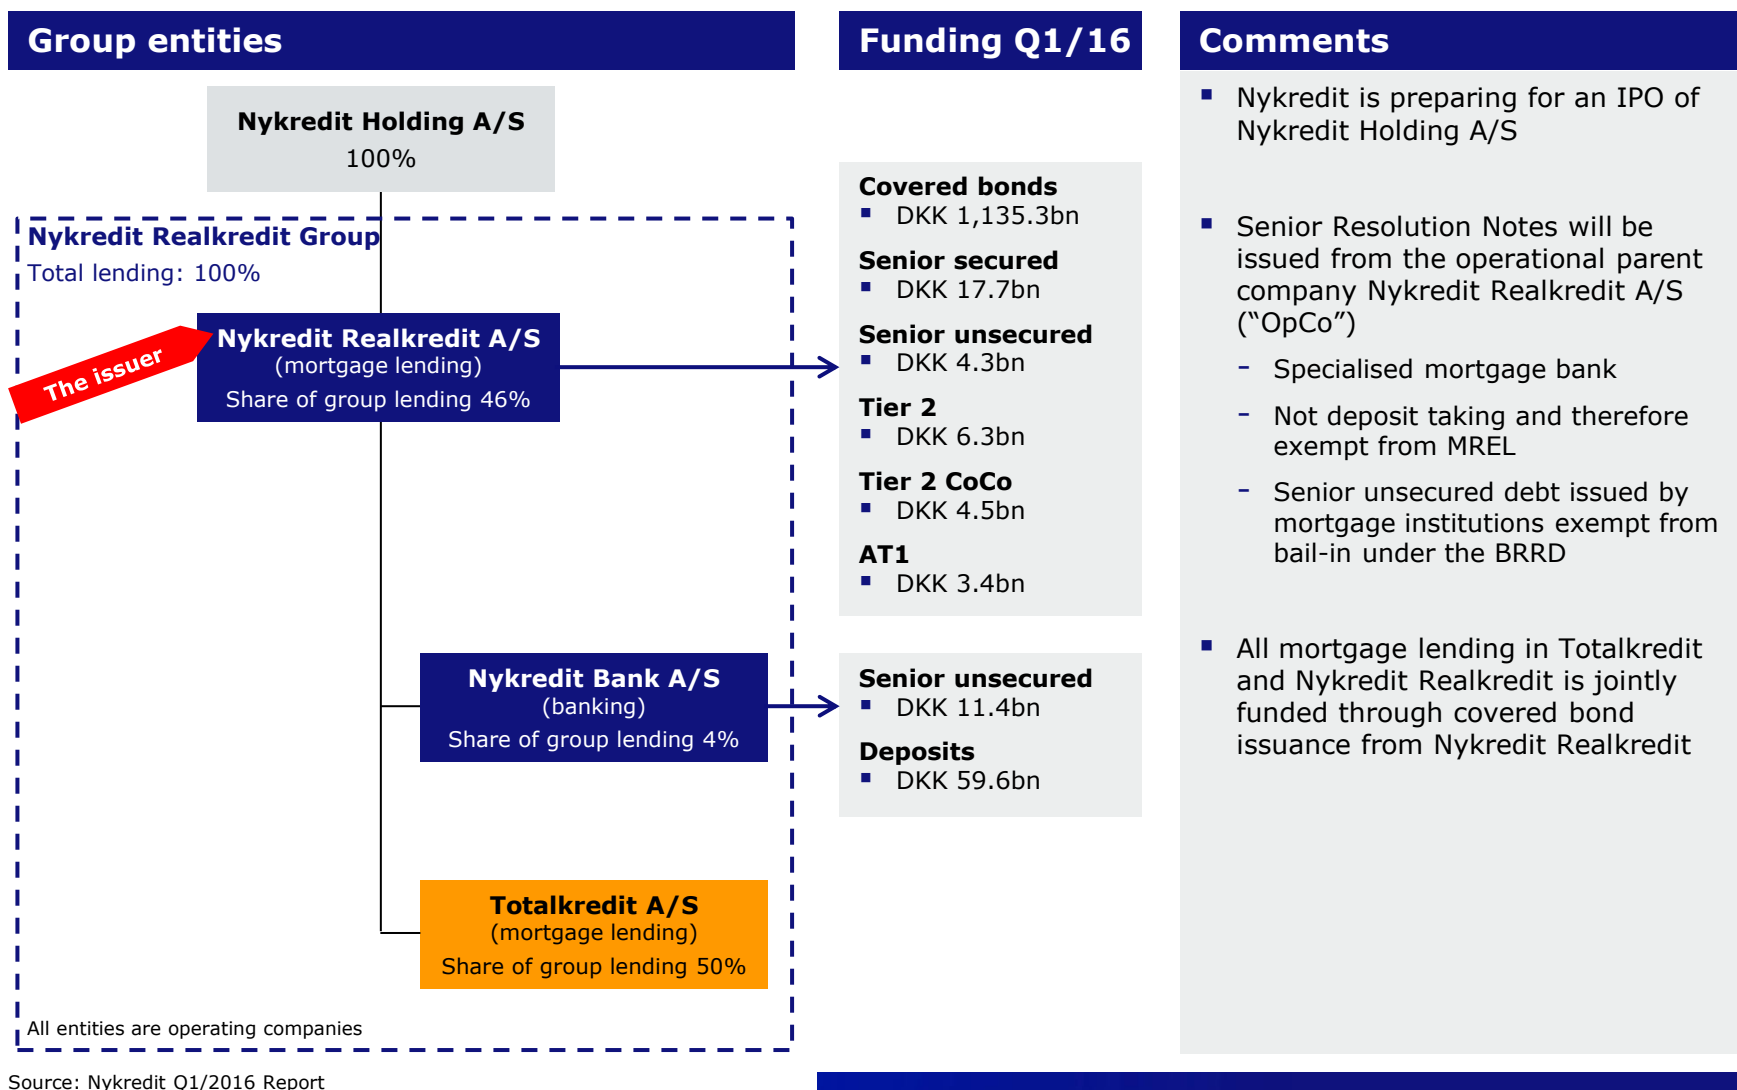 Group entities
Nykredit Holding A/S
100%
Nykredit Realkredit Group
Total lending: 100%
The issuer
Nykredit Realkredit A/S
(mortgage lending)
Share of group lending 46%
Nykredit Bank A/S
(banking)
Share of group lending 4%
Totalkredit A/S
(mortgage lending)
Share of group lending 50%
All entities are operating companies
Source: Nykredit Q1/2016 Report
Funding Q1/16
Covered bonds
▪ DKK 1,135.3bn
Senior secured
▪ DKK 17.7bn
Senior unsecured
▪ DKK 4.3bn
Tier 2
▪ DKK 6.3bn
Tier 2 CoCo
▪ DKK 4.5bn
AT1
▪ DKK 3.4bn
Senior unsecured
▪ DKK 11.4bn
Deposits
▪ DKK 59.6bn
Comments
▪ Nykredit is preparing for an IPO of
Nykredit Holding A/S
▪ Senior Resolution Notes will be
issued from the operational parent
company Nykredit Realkredit A/S
(“OpCo”)
– Specialised mortgage bank
– Not deposit taking and therefore
exempt from MREL
– Senior unsecured debt issued by
mortgage institutions exempt from
bail-in under the BRRD
▪ All mortgage lending in Totalkredit
and Nykredit Realkredit is jointly
funded through covered bond
issuance from Nykredit Realkredit